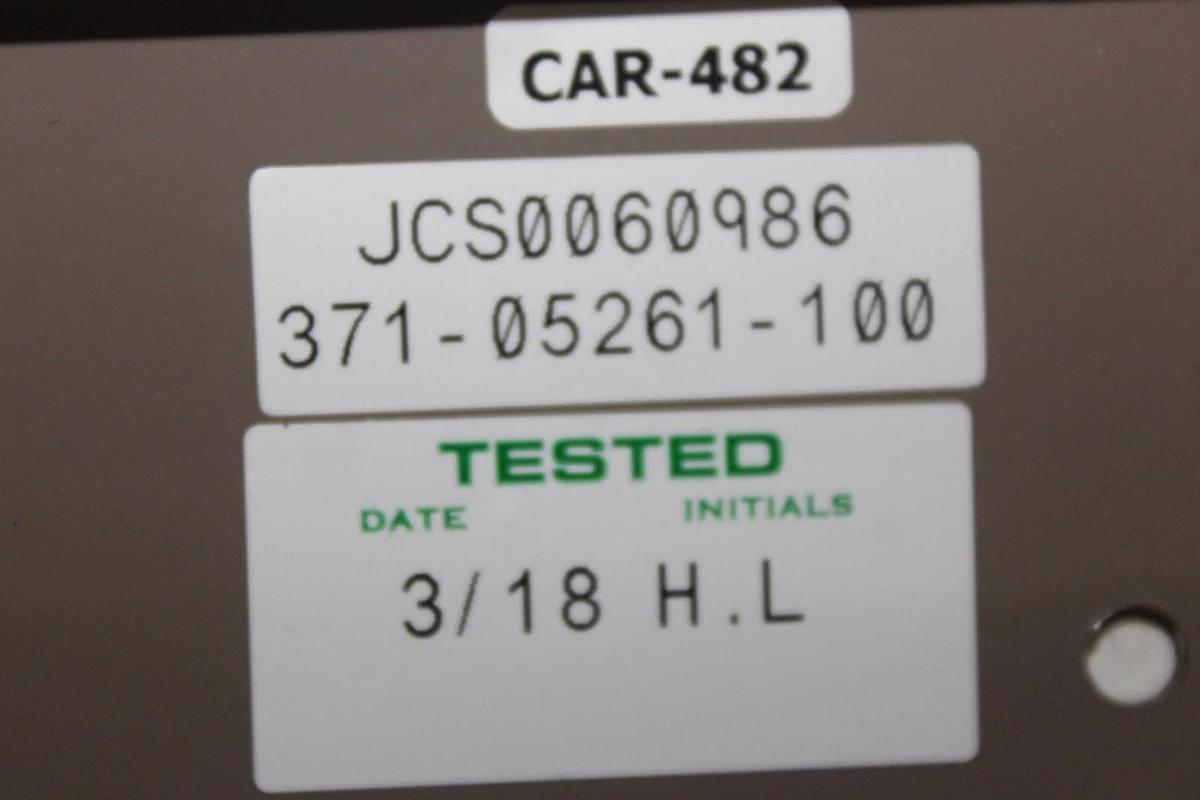 CAR-482
JCS0060986
371-05261-100
TESTED
DATE INITIALS
3/18 H.L